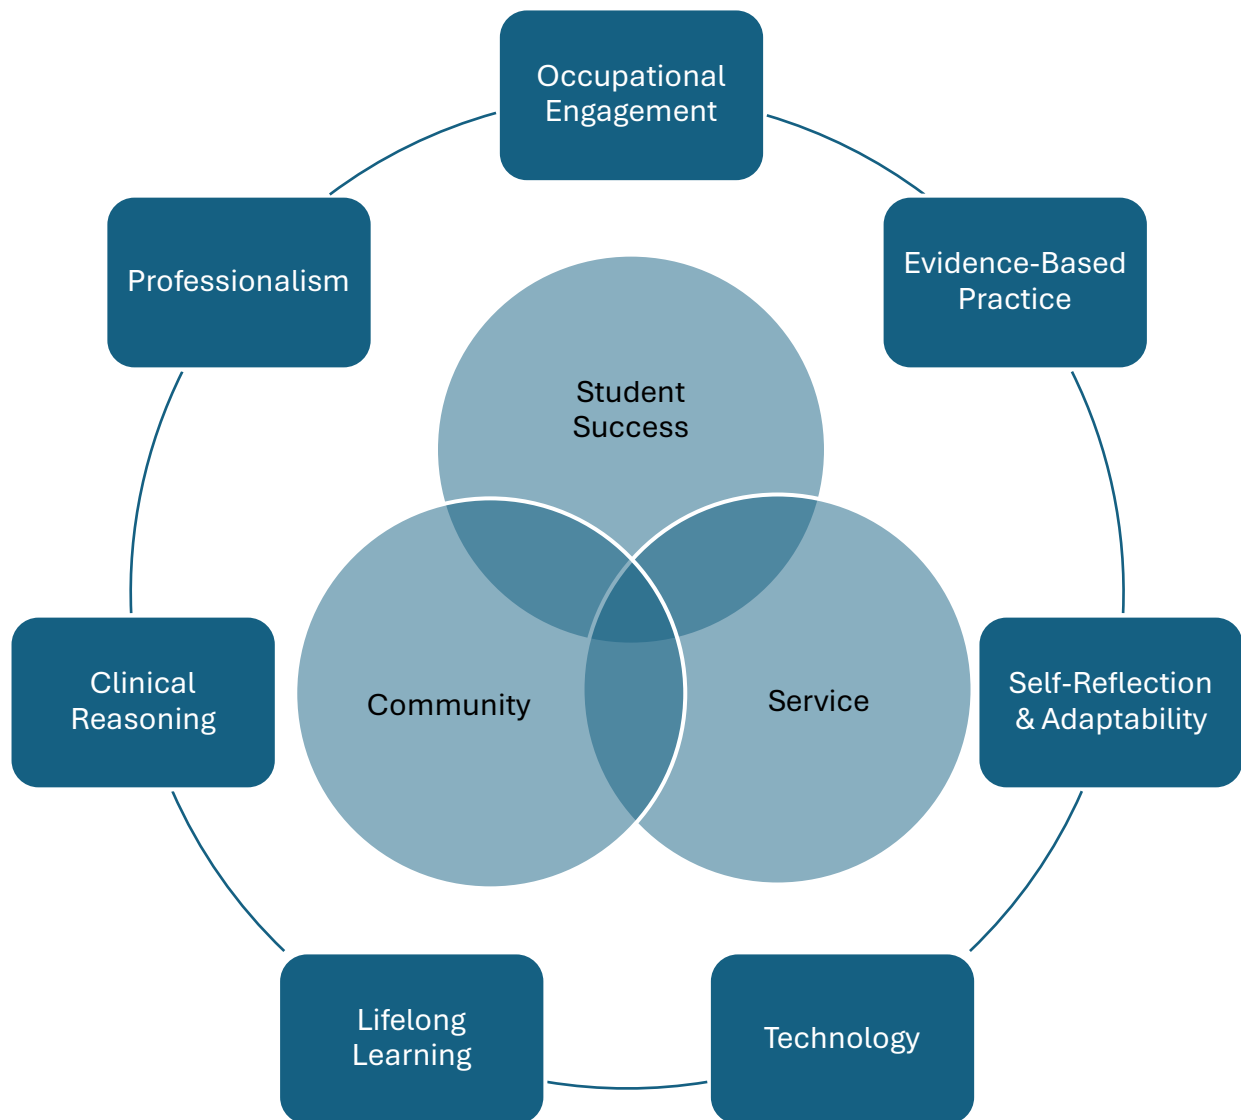 Occupational
Engagement
Professionalism
Evidence-Based
Practice
Student
Success
Clinical
Reasoning
Community
Service
Self-Reflection
& Adaptability
Lifelong
Learning
Technology